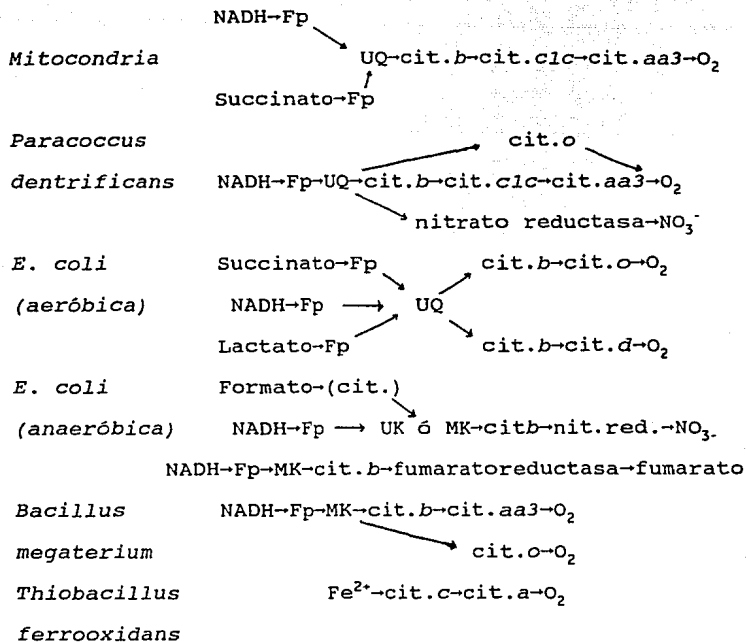 NADH→Fp
Mitocondria UQ→cit.b→cit.c1c→cit.aa3→O₂
Succinato→Fp
Paracoccus cit.o
dentrificans NADH→Fp→UQ→cit.b→cit.c1c→cit.aa3→O₂
nitrato reductasa→NO₃⁻
E. coli Succinato→Fp cit.b→cit.o→O₂
(aeróbica) NADH→Fp → UQ
Lactato→Fp cit.b→cit.d→O₂
E. coli Formato→(cit.)
(anaeróbica) NADH→Fp → UK ó MK→citb→nit.red.→NO₃₋
NADH→Fp→MK→cit.b→fumaratoreductasa→fumarato
Bacillus NADH→Fp→MK→cit.b→cit.aa3→O₂
megaterium cit.o→O₂
Thiobacillus Fe²⁺→cit.c→cit.a→O₂
ferrooxidans